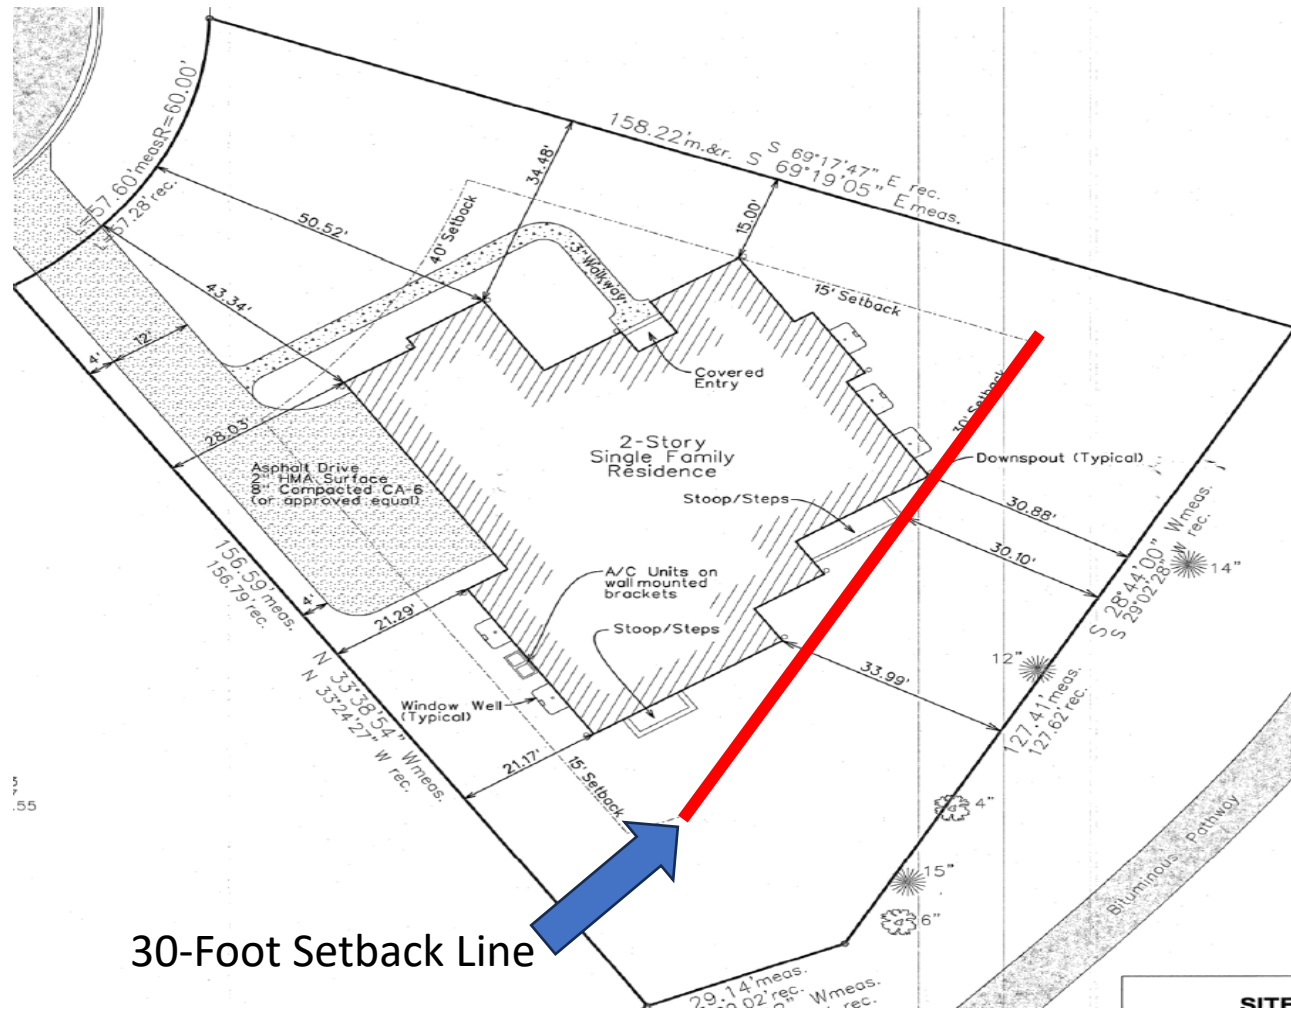 158.22'm.&r.
S 69°17'47" E rec.
S 69°19'05" E meas.
L=57.60'meas.
R=60.00'
L=57.28'rec.
34.48'
15.00'
50.52'
40' Setback
3' Walkway
15' Setback
43.34'
12'
4'
28.03'
Covered
Entry
30' Setback
2-Story
Single Family
Residence
Downspout (Typical)
Asphalt Drive
2" HMA Surface
8" Compacted CA-6
(or approved equal)
Stoop/Steps
30.88'
30.10'
S 28°44'00" W meas.
S 29°02'28" W rec.
14"
156.59' meas.
156.79' rec.
4'
21.29'
A/C Units on
wall mounted
brackets
Stoop/Steps
33.99'
12"
N 33°38'54" W meas.
N 33°24'27" W rec.
Window Well
(Typical)
127.41'meas.
127.62'rec.
21.17'
15' Setback
4"
.55
15"
6"
Bituminous Pathway
30-Foot Setback Line
29.14'meas.
W meas.
rec.
SITE